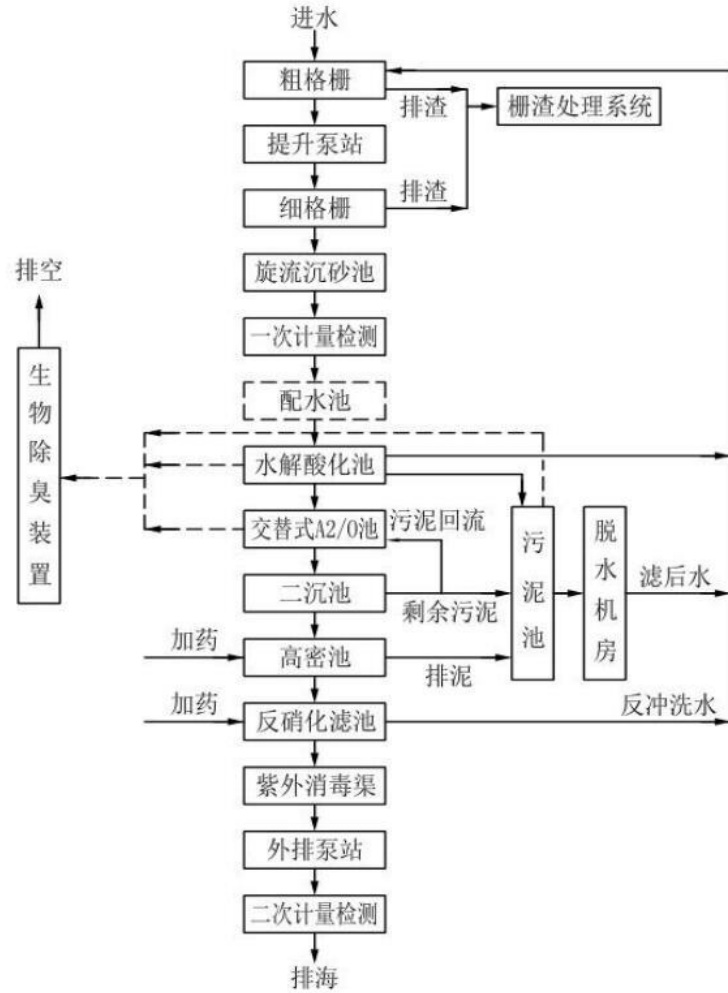 进水
粗格栅
排渣
栅渣处理系统
提升泵站
细格栅
排渣
旋流沉砂池
排空
一次计量检测
生物除臭装置
配水池
水解酸化池
交替式A2/O池
污泥回流
污泥池
脱水机房
滤后水
二沉池
剩余污泥
加药
高密池
排泥
加药
反硝化滤池
反冲洗水
紫外消毒渠
外排泵站
二次计量检测
排海